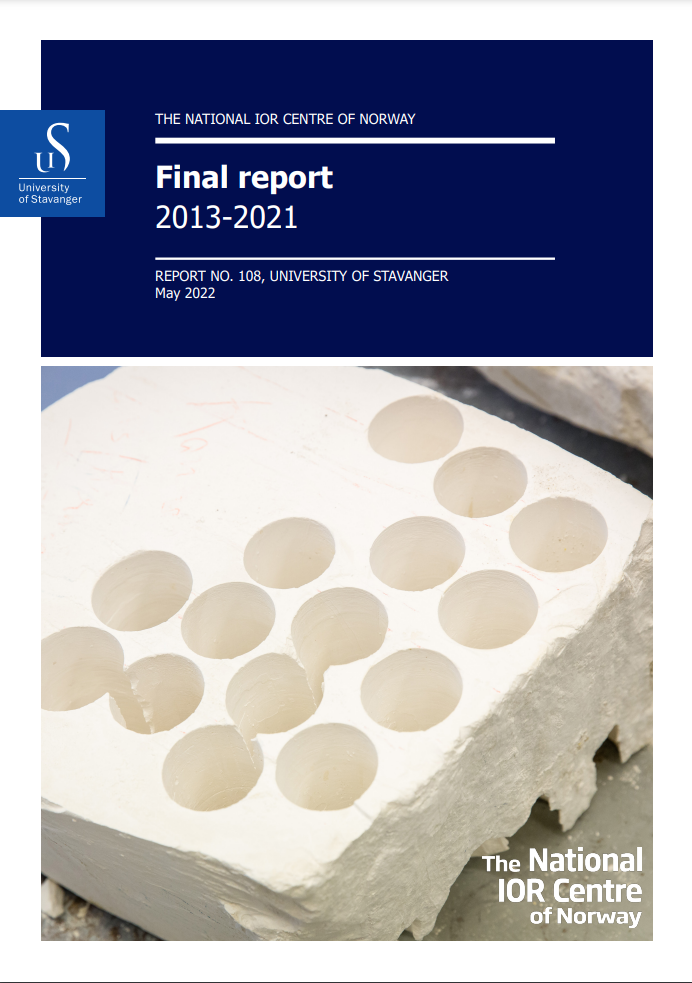 THE NATIONAL IOR CENTRE OF NORWAY
US
University
of Stavanger
Final report
2013-2021
REPORT NO. 108, UNIVERSITY OF STAVANGER
May 2022
The National
IOR Centre
of Norway